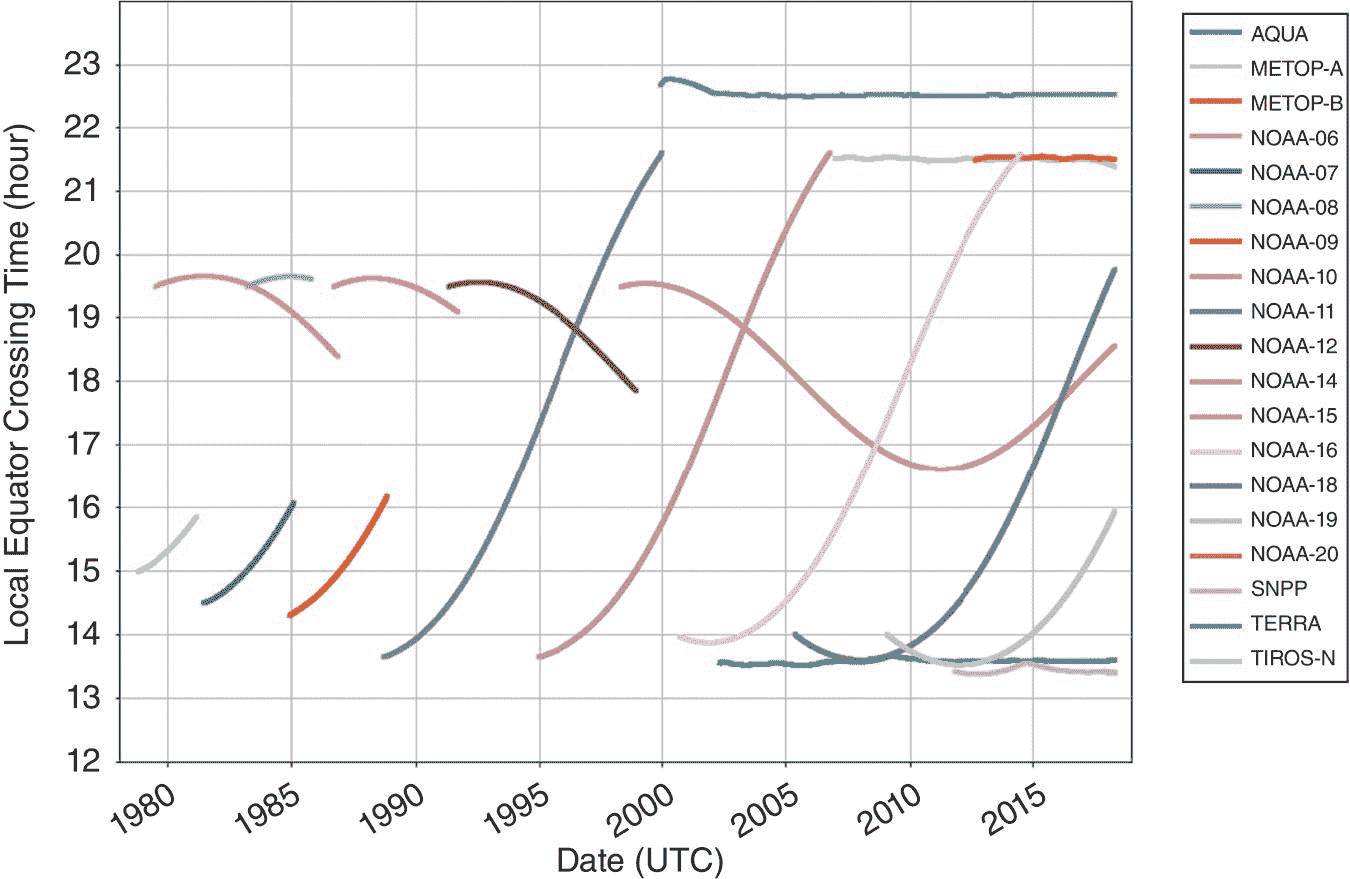 Local Equator Crossing Time (hour)
23
22
21
20
19
18
17
16
15
14
13
12
1980
1985
1990
1995
2000
2005
2010
2015
Date (UTC)
AQUA
METOP-A
METOP-B
NOAA-06
NOAA-07
NOAA-08
NOAA-09
NOAA-10
NOAA-11
NOAA-12
NOAA-14
NOAA-15
NOAA-16
NOAA-18
NOAA-19
NOAA-20
SNPP
TERRA
TIROS-N